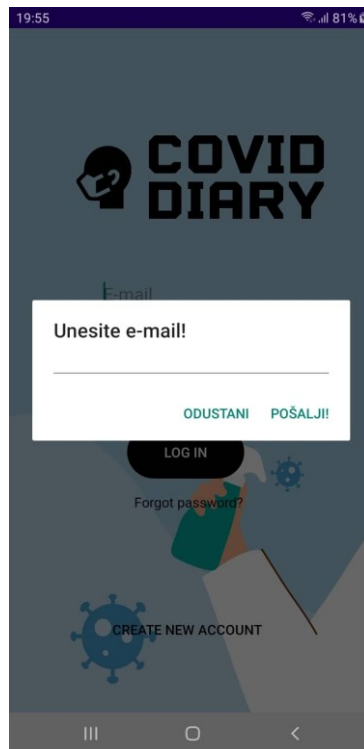 19:55
81%
COVID
DIARY
E-mail
Unesite e-mail!
ODUSTANI POŠALJI!
LOG IN
Forgot password?
CREATE NEW ACCOUNT